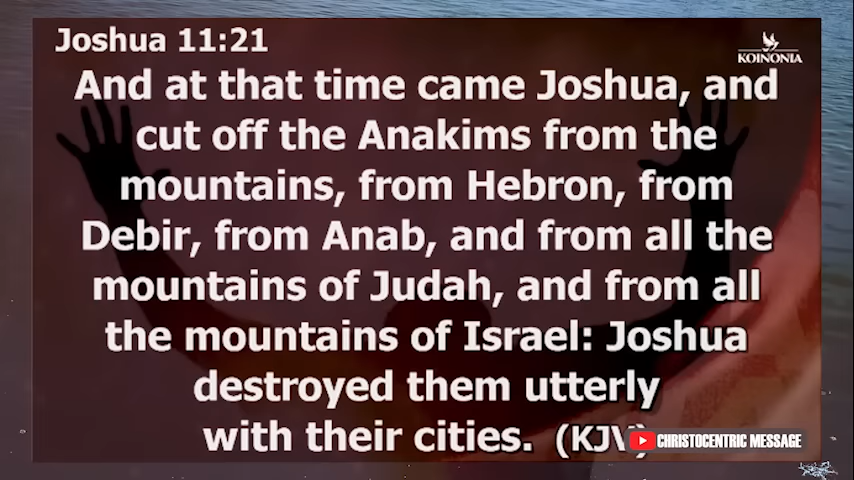 Joshua 11:21
KOINONIA
And at that time came Joshua, and
cut off the Anakims from the
mountains, from Hebron, from
Debir, from Anab, and from all the
mountains of Judah, and from all
the mountains of Israel: Joshua
destroyed them utterly
with their cities. (KJV)
CHRISTOCENTRIC MESSAGE